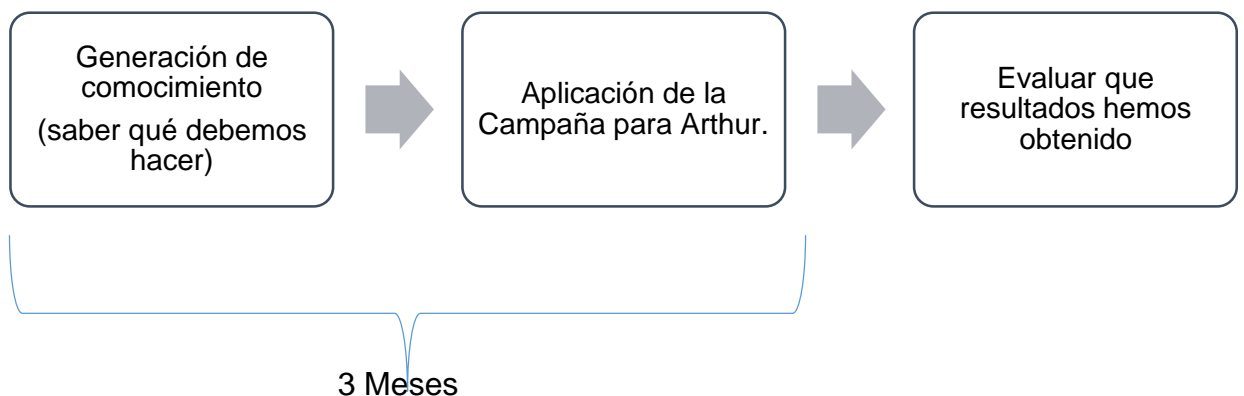 Generación de
comocimiento
(saber qué debemos
hacer)
Aplicación de la
Campaña para Arthur.
Evaluar que
resultados hemos
obtenido
3 Meses